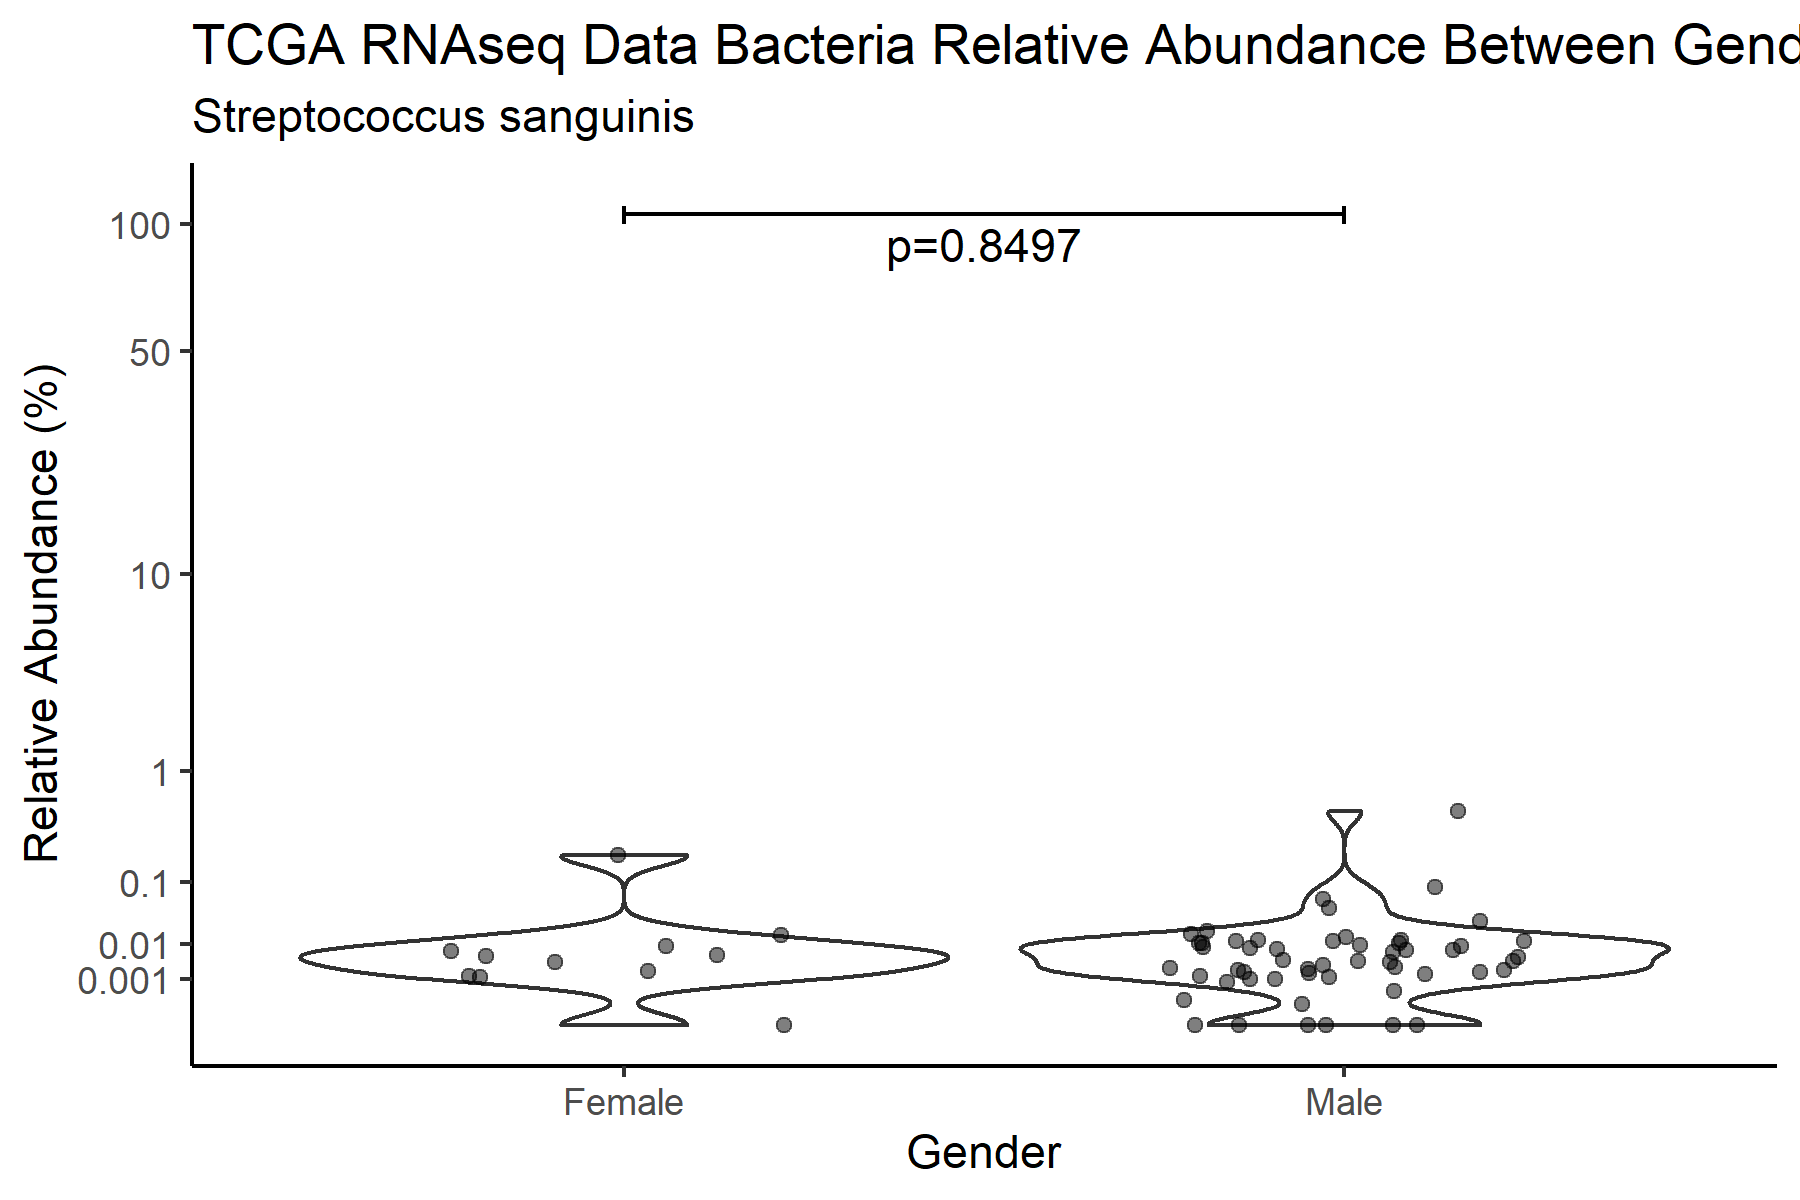 TCGA RNAseq Data Bacteria Relative Abundance Between Gend
Streptococcus sanguinis
100
50
10
1
0.1
0.01
0.001
Relative Abundance (%)
p=0.8497
Female
Male
Gender